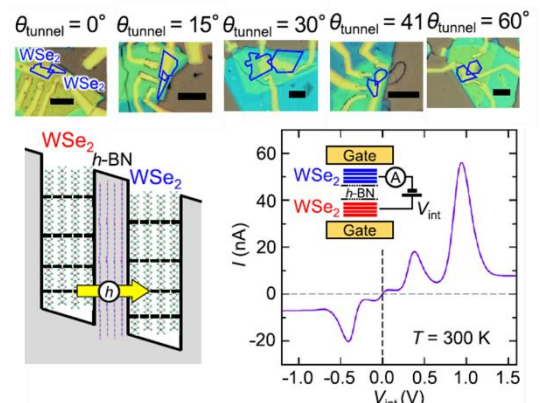 θtunnel = 0° θtunnel = 15° θtunnel = 30° θtunnel = 41 θtunnel = 60°
WSe₂
WSe₂
WSe₂
h-BN
WSe₂
h
I (nA)
60
40
20
0
-20
Gate
WSe₂
h-BN
WSe₂
Gate
A
Vint
T = 300 K
-1.0 -0.5 0.0 0.5 1.0 1.5
Vint (V)